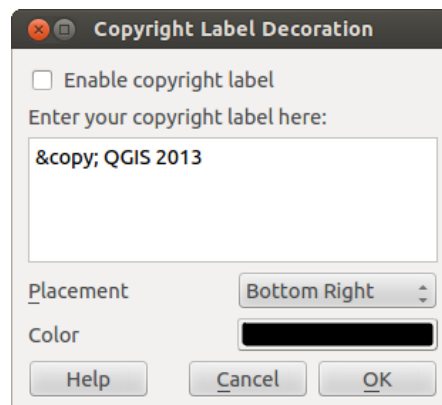 Copyright Label Decoration
Enable copyright label
Enter your copyright label here:
&copy; QGIS 2013
Placement
Bottom Right
Color
Help
Cancel
OK